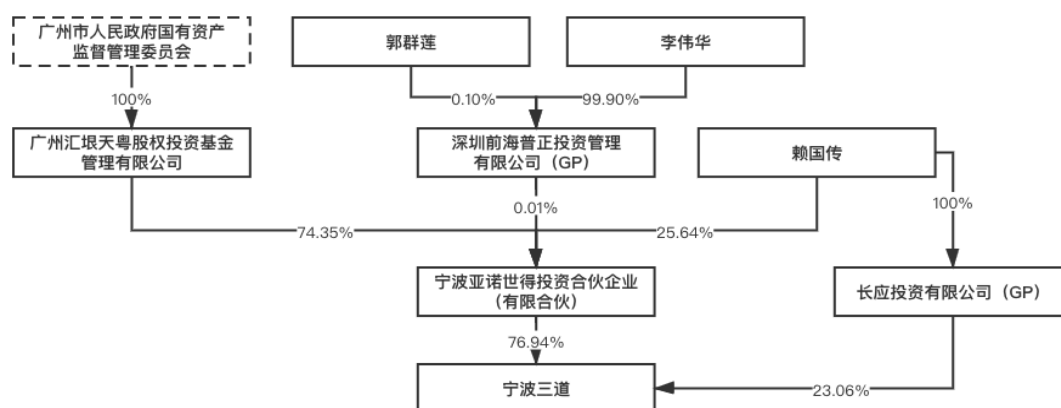 广州市人民政府国有资产
监督管理委员会
郭群莲
李伟华
100%
0.10%
99.90%
广州汇垠天粤股权投资基金
管理有限公司
深圳前海普正投资管理
有限公司（GP）
赖国传
0.01%
100%
74.35%
25.64%
宁波亚诺世得投资合伙企业
（有限合伙）
长应投资有限公司（GP）
76.94%
宁波三道
23.06%